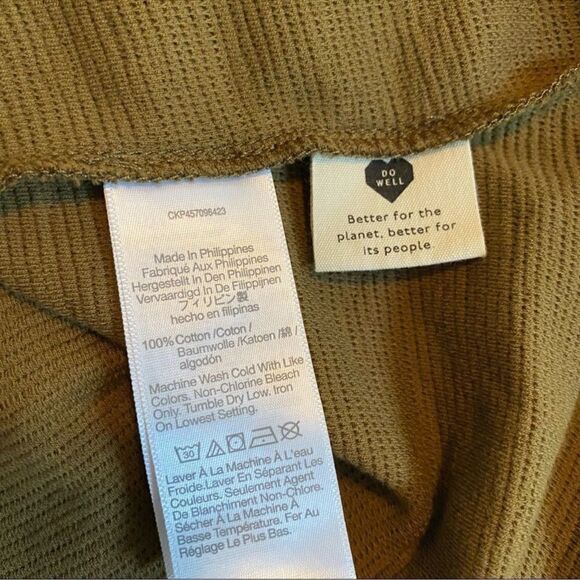 CKP457096423
Made In Philippines
Fabriqué Aux Philippines
Hergestellt in Den Philippinen
Vervaardigd In De Filippijnen
フィリピン製
hecho en filipinas
100% Cotton /Coton /
Baumwolle /Katoen /綿 /
algodón
Machine Wash Cold With Like
Colors. Non-Chlorine Bleach
Only. Tumble Dry Low. Iron
On Lowest Setting.
30
Laver À La Machine À L'eau
Froide.Laver En Séparant Les
Couleurs. Seulement Agent
De Blanchiment Non-Chlore.
Sécher À La Machine À
Basse Température. Fer Au
Réglage Le Plus Bas.
DO
WELL
Better for the
planet, better for
its people.